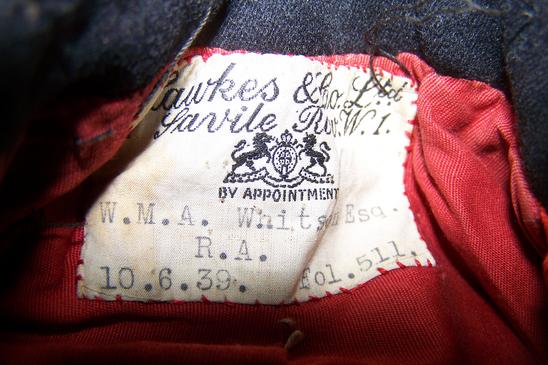 Hawkes & Co. Ltd
Savile Row. W.1.
BY APPOINTMENT
W.M.A. Esq.
R.A.
10.6.39. Fol.511.